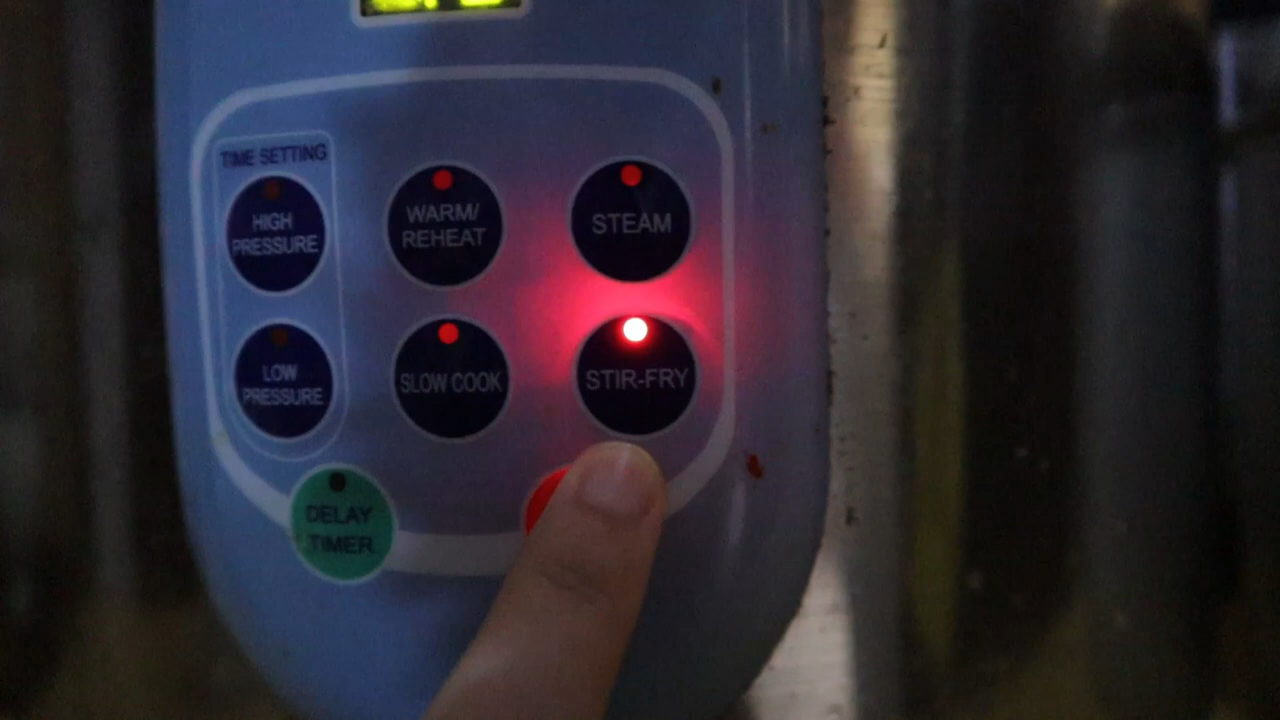 TIME SETTING
HIGH
PRESSURE
WARM/
REHEAT
STEAM
LOW
PRESSURE
SLOW COOK
STIR-FRY
DELAY
TIMER